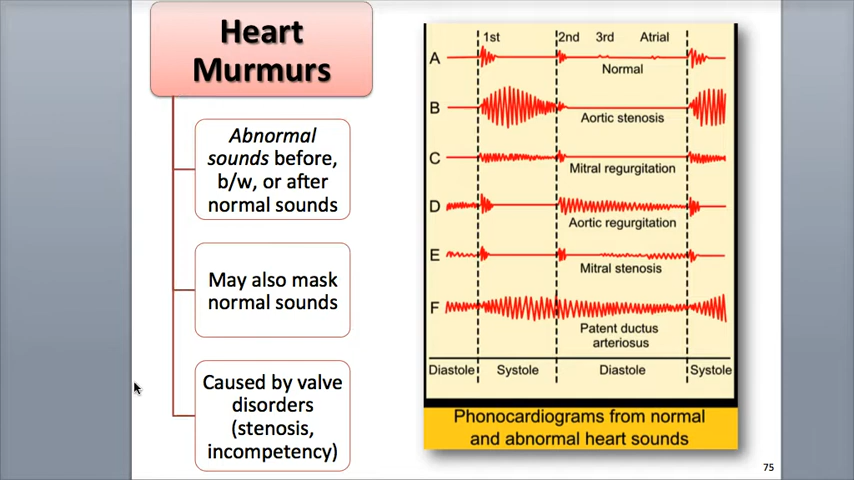 Heart
Murmurs
Abnormal
sounds before,
b/w, or after
normal sounds
May also mask
normal sounds
Caused by valve
disorders
(stenosis,
incompetency)
1st 2nd 3rd Atrial
A
Normal
B
Aortic stenosis
C
Mitral regurgitation
D
Aortic regurgitation
E
Mitral stenosis
F
Patent ductus
arteriosus
Diastole Systole Diastole Systole
Phonocardiograms from normal
and abnormal heart sounds
75